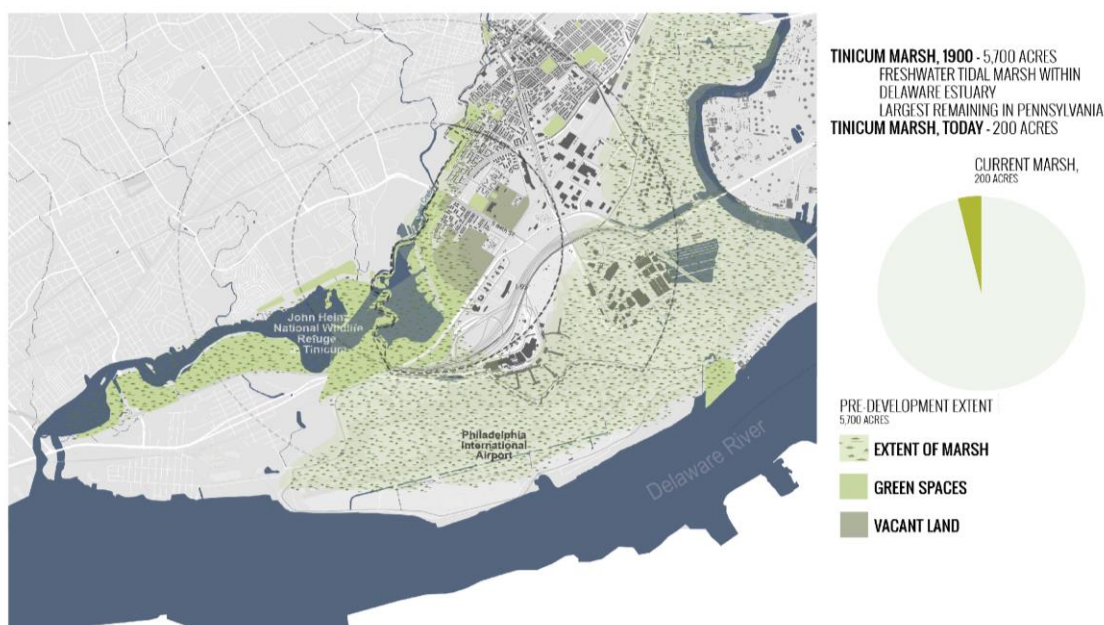 TINICUM MARSH, 1900 - 5,700 ACRES
FRESHWATER TIDAL MARSH WITHIN
DELAWARE ESTUARY
LARGEST REMAINING IN PENNSYLVANIA
TINICUM MARSH, TODAY - 200 ACRES
CURRENT MARSH,
200 ACRES
PRE-DEVELOPMENT EXTENT
5,700 ACRES
EXTENT OF MARSH
GREEN SPACES
VACANT LAND
I-95
John Heinz
National Wildlife
Refuge
Tinicum
Philadelphia
International
Airport
Delaware River